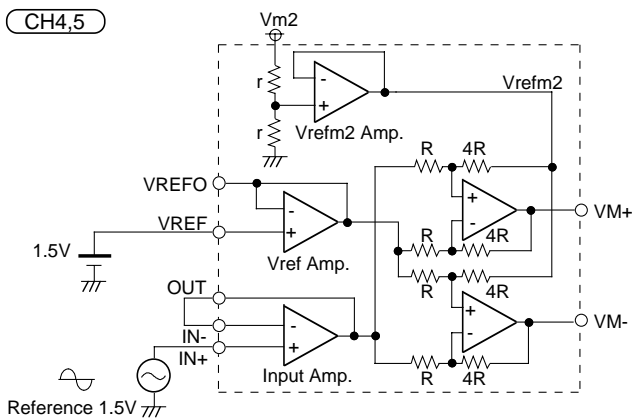 CH4,5
Vm2
r
-
+
r
Vrefm2
Vrefm2 Amp.
R
4R
VREFO
+
-
VM+
-
VREF
+
R
4R
1.5V
Vref Amp.
R
4R
OUT
+
-
VM-
-
IN-
IN+
+
Input Amp.
R
4R
Reference 1.5V